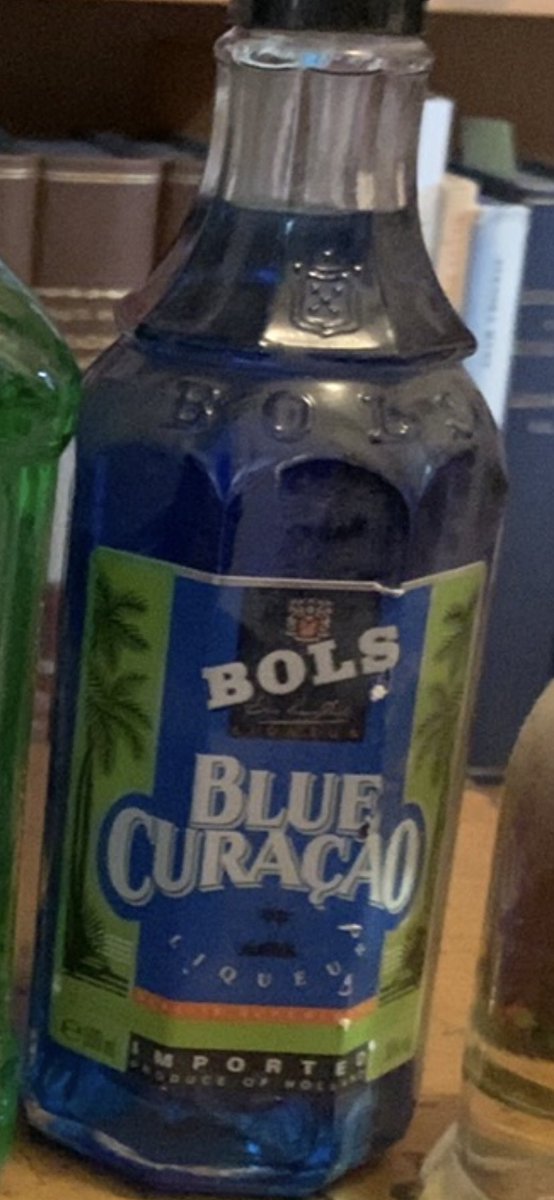 BOLS
BOLS
BLUE
CURAÇAO
LIQUEUR
IMPORTED
PRODUCE OF HOLLAND